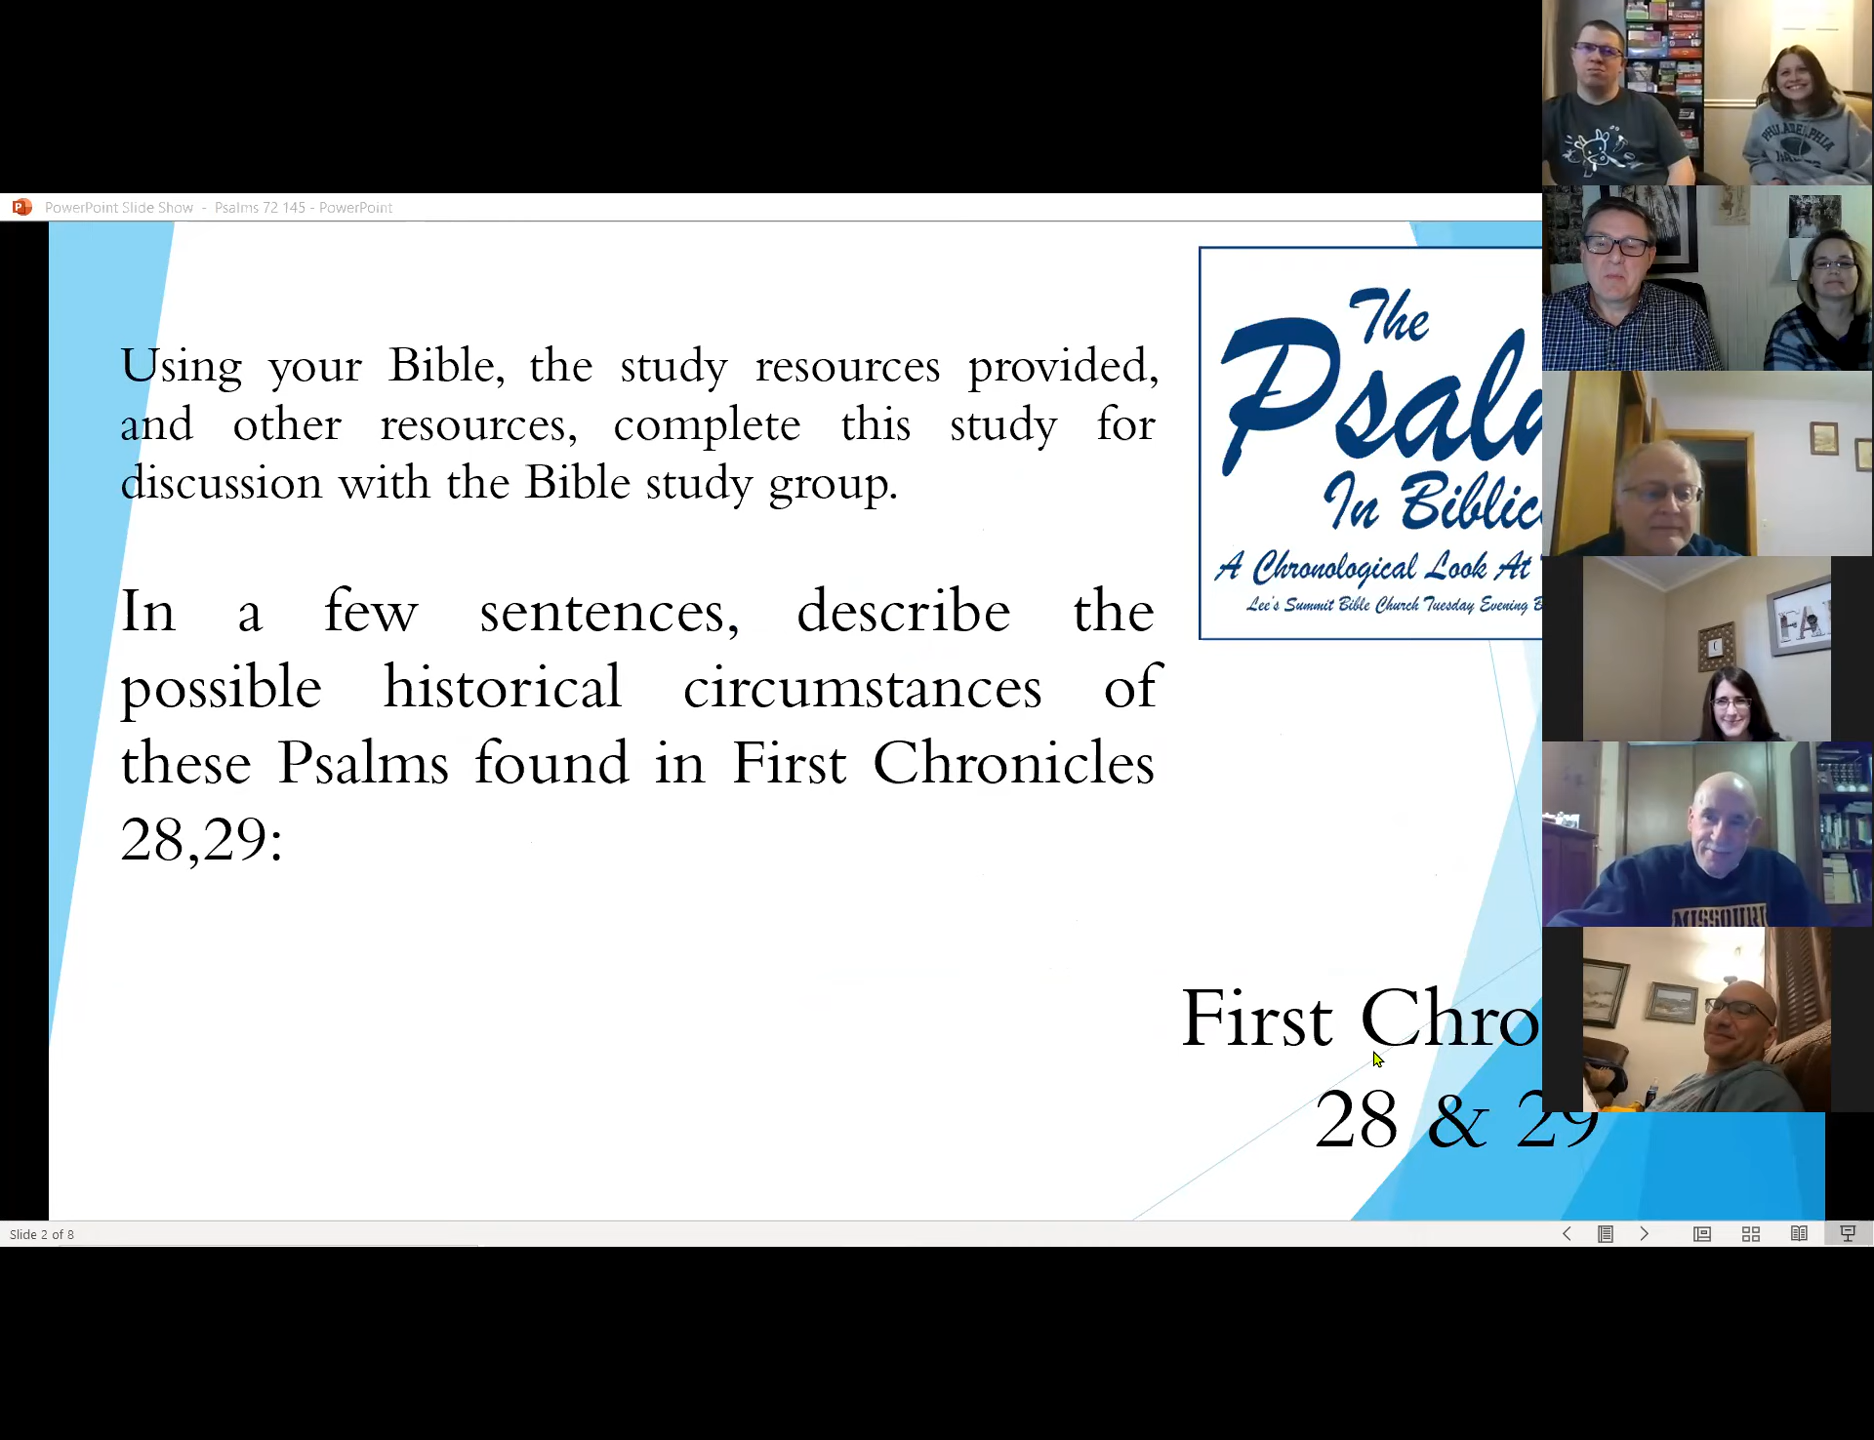 PHILADELPHIA
PowerPoint Slide Show - Psalms 72 145 - PowerPoint
Using your Bible, the study resources provided,
and other resources, complete this study for
discussion with the Bible study group.
In a few sentences, describe the
possible historical circumstances of
these Psalms found in First Chronicles
28,29:
The
Psal
In Biblic
A Chronological Look At
Lee's Summit Bible Church Tuesday Evening B
First Chro
28 & 29
MISSOURI
Slide 2 of 8